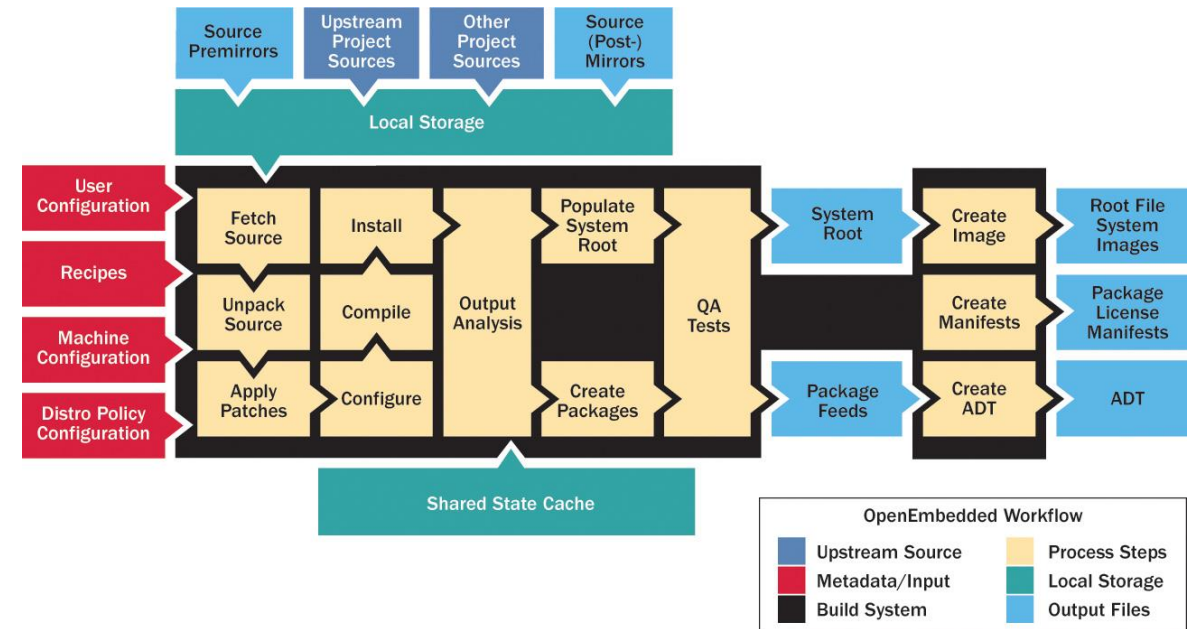 Source
Premirrors
Upstream
Project
Sources
Other
Project
Sources
Source
(Post-)
Mirrors
Local Storage
User
Configuration
Recipes
Machine
Configuration
Distro Policy
Configuration
Fetch
Source
Unpack
Source
Apply
Patches
Install
Compile
Configure
Output
Analysis
Populate
System
Root
Create
Packages
QA
Tests
System
Root
Package
Feeds
Create
Image
Create
Manifests
Create
ADT
Root File
System
Images
Package
License
Manifests
ADT
Shared State Cache
OpenEmbedded Workflow
Upstream Source
Metadata/Input
Build System
Process Steps
Local Storage
Output Files